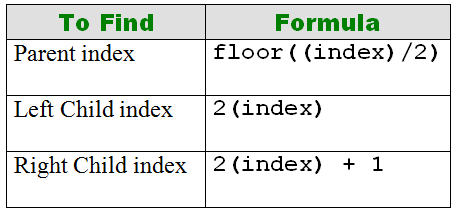 To Find Formula
Parent index floor((index)/2)
Left Child index 2(index)
Right Child index 2(index) + 1